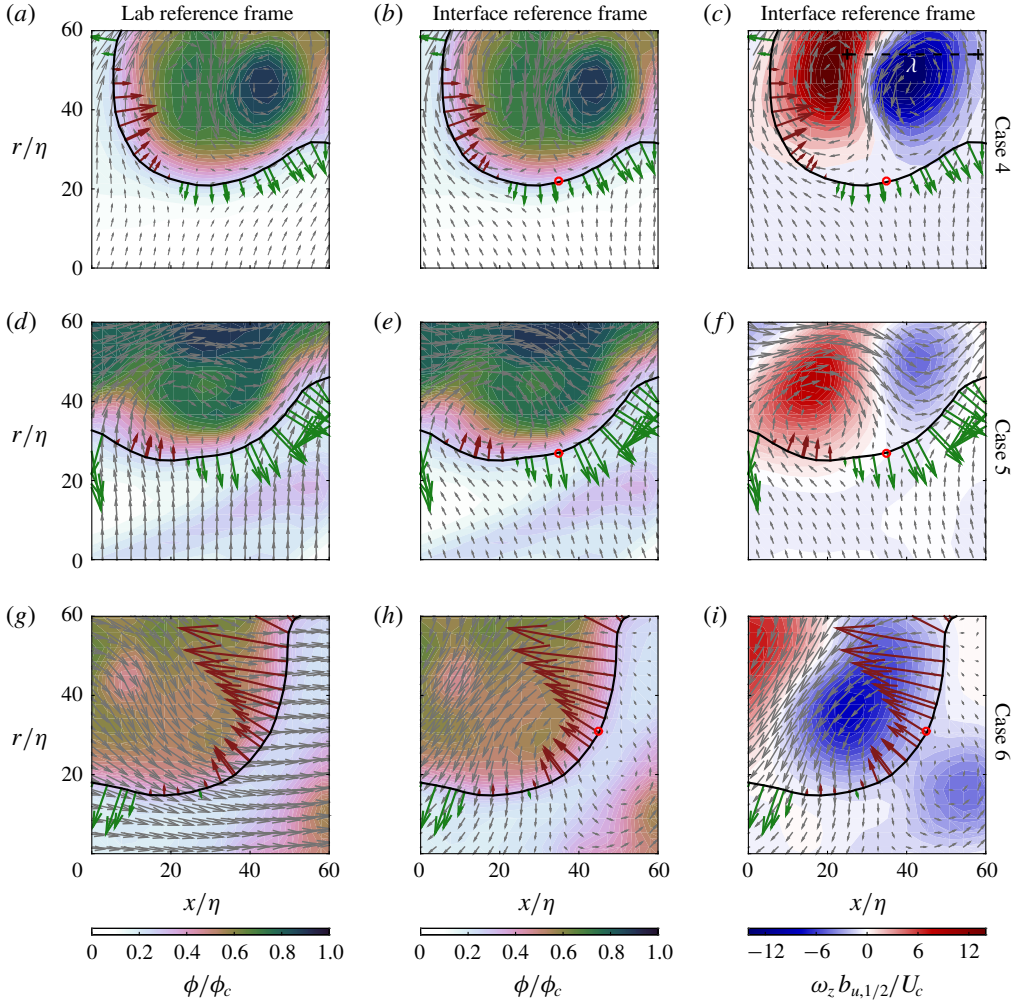 (a) Lab reference frame (b) Interface reference frame (c) Interface reference frame
60
40
r/η
20
0
λ
Case 4
(d) (e) (f)
60
40
r/η
20
0
Case 5
(g) (h) (i)
60
40
r/η
20
Case 6
0 20 40 60 0 20 40 60 0 20 40 60
x/η x/η x/η
0 0.2 0.4 0.6 0.8 1.0 0 0.2 0.4 0.6 0.8 1.0 −12 −6 0 6 12
ϕ/ϕc ϕ/ϕc ωz bu,1/2/Uc